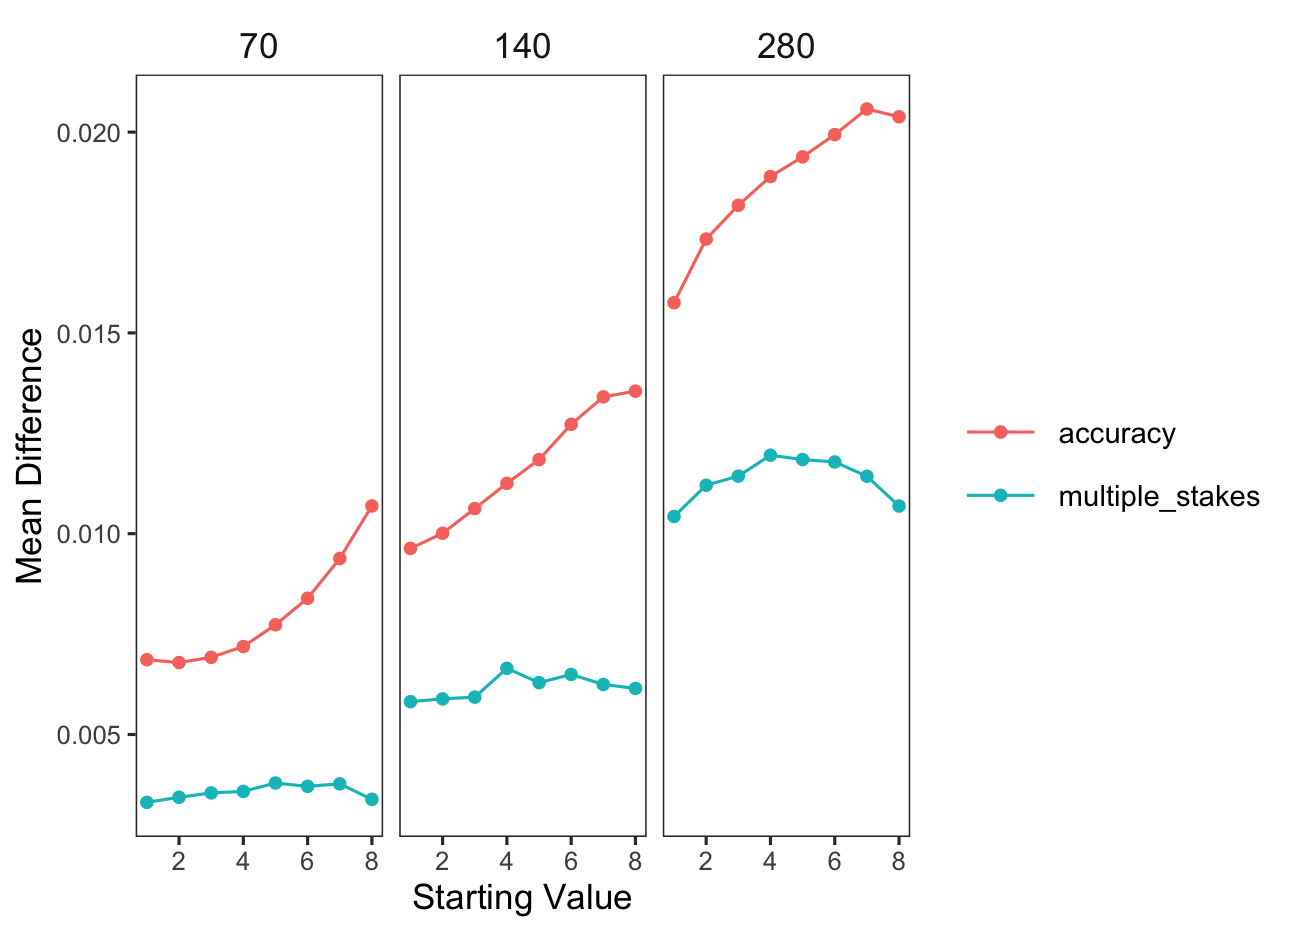 70 140 280
0.020
0.015
0.010
0.005
Mean Difference
accuracy
multiple_stakes
2 4 6 8 2 4 6 8 2 4 6 8
Starting Value